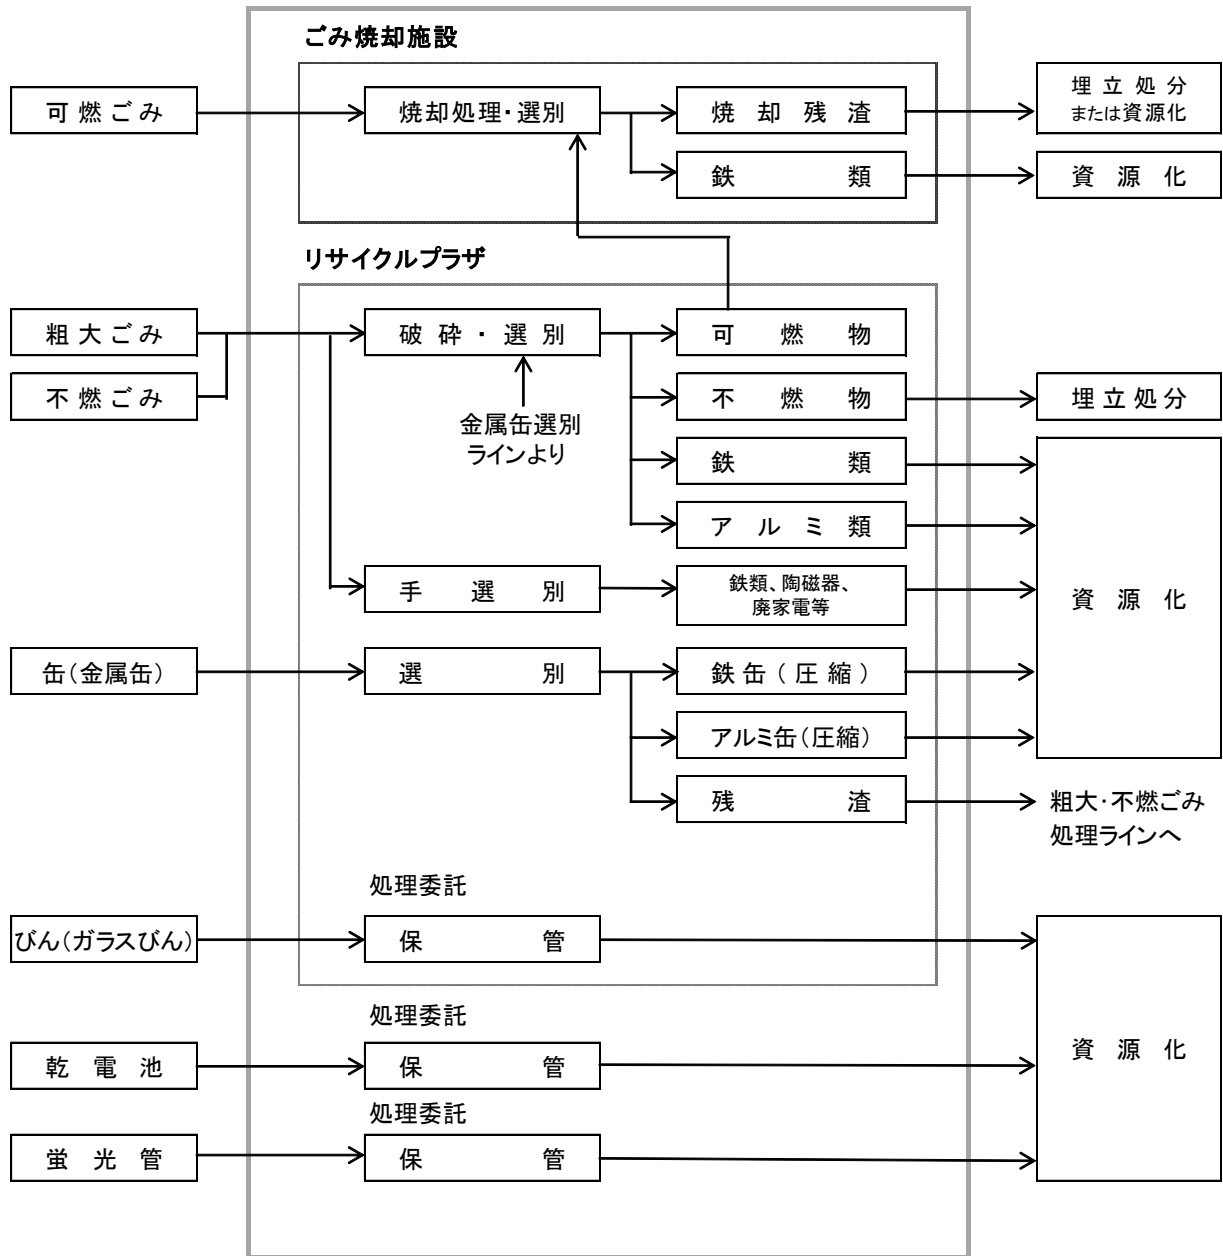 ごみ焼却施設
可燃ごみ
焼却処理・選別
焼却残渣
埋立処分
または資源化
鉄類
資源化
リサイクルプラザ
粗大ごみ
破砕・選別
可燃物
不燃ごみ
不燃物
埋立処分
金属缶選別
ラインより
鉄類
アルミ類
手選別
鉄類、陶磁器、
廃家電等
資源化
缶(金属缶)
選別
鉄缶(圧縮)
アルミ缶(圧縮)
残渣
粗大・不燃ごみ
処理ラインへ
処理委託
びん(ガラスびん)
保管
処理委託
乾電池
保管
資源化
処理委託
蛍光管
保管